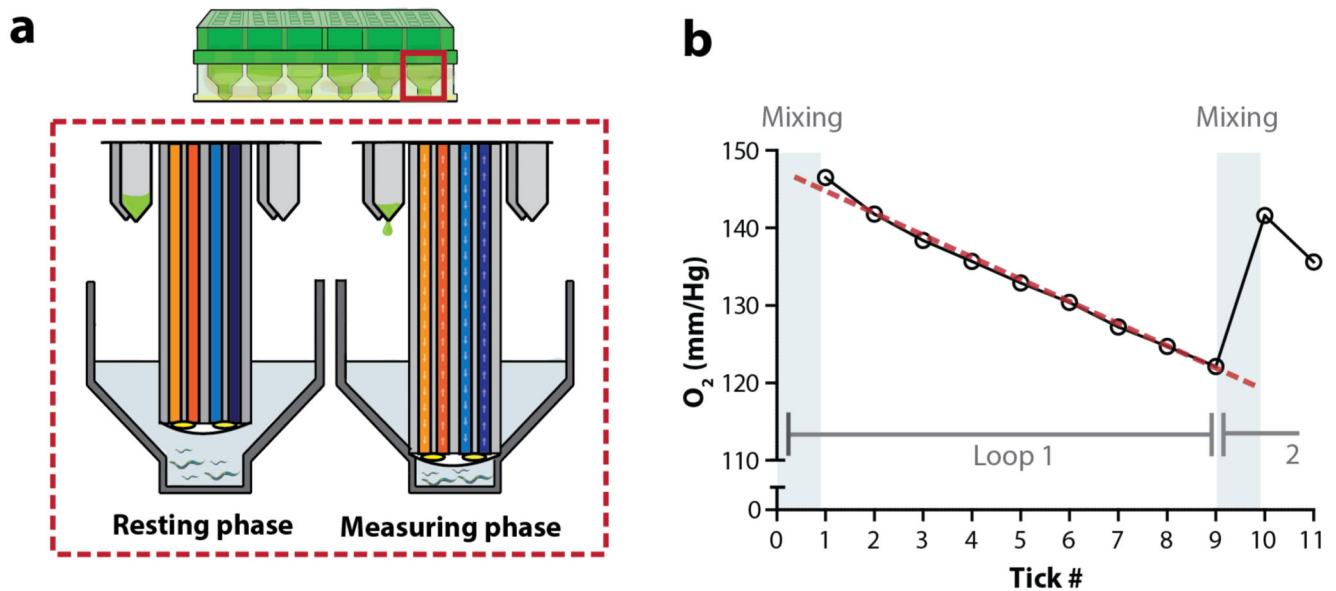 a
Resting phase
Measuring phase
b
Mixing
Mixing
150
140
130
120
110
0
O2 (mm/Hg)
Loop 1
2
0 1 2 3 4 5 6 7 8 9 10 11
Tick #